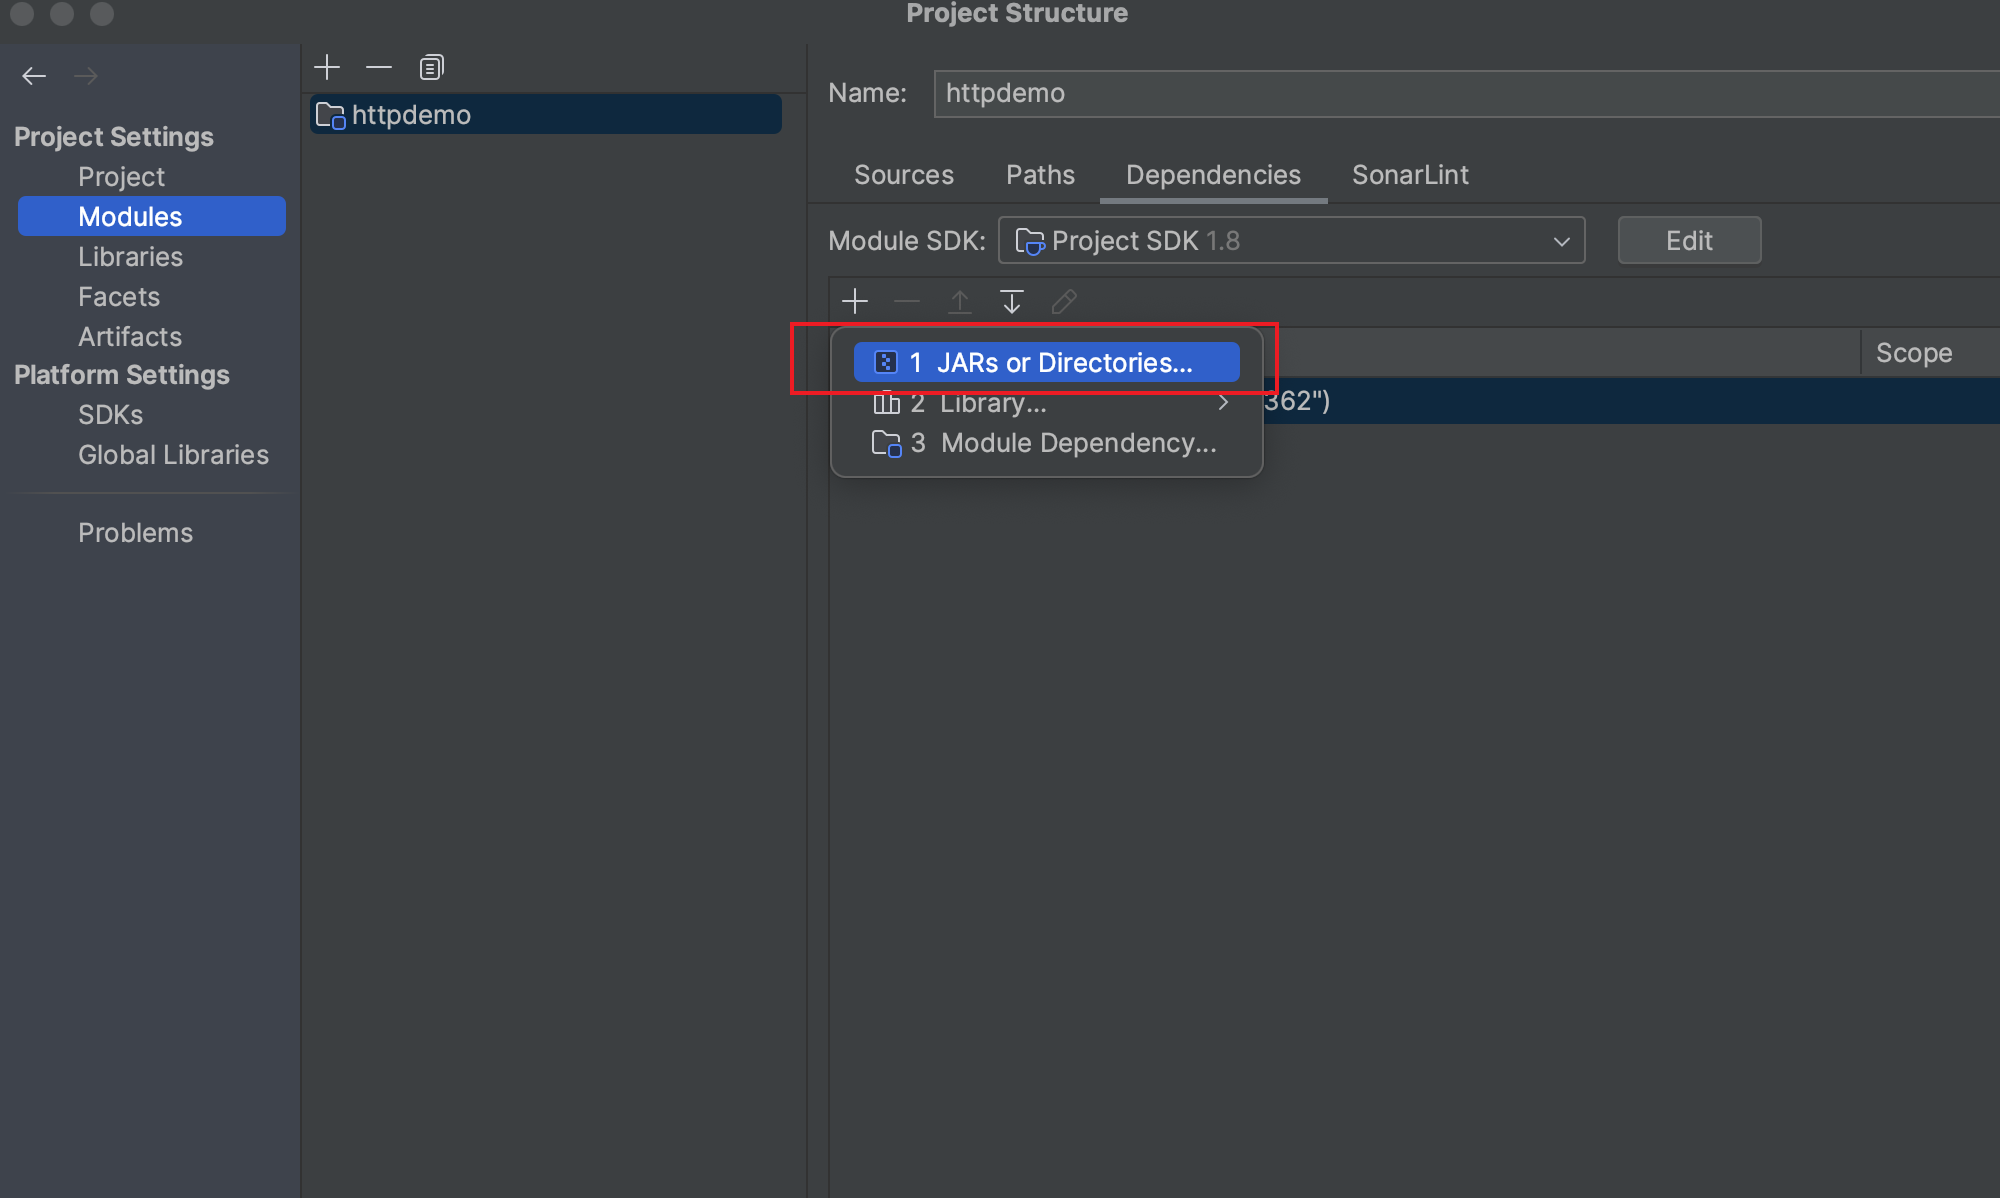 Project Structure
Project Settings
Project
Modules
Libraries
Facets
Artifacts
Platform Settings
SDKs
Global Libraries
Problems
httpdemo
Name: httpdemo
Sources Paths Dependencies SonarLint
Module SDK: Project SDK 1.8 Edit
Scope
1 JARs or Directories...
2 Library...
362")
3 Module Dependency...